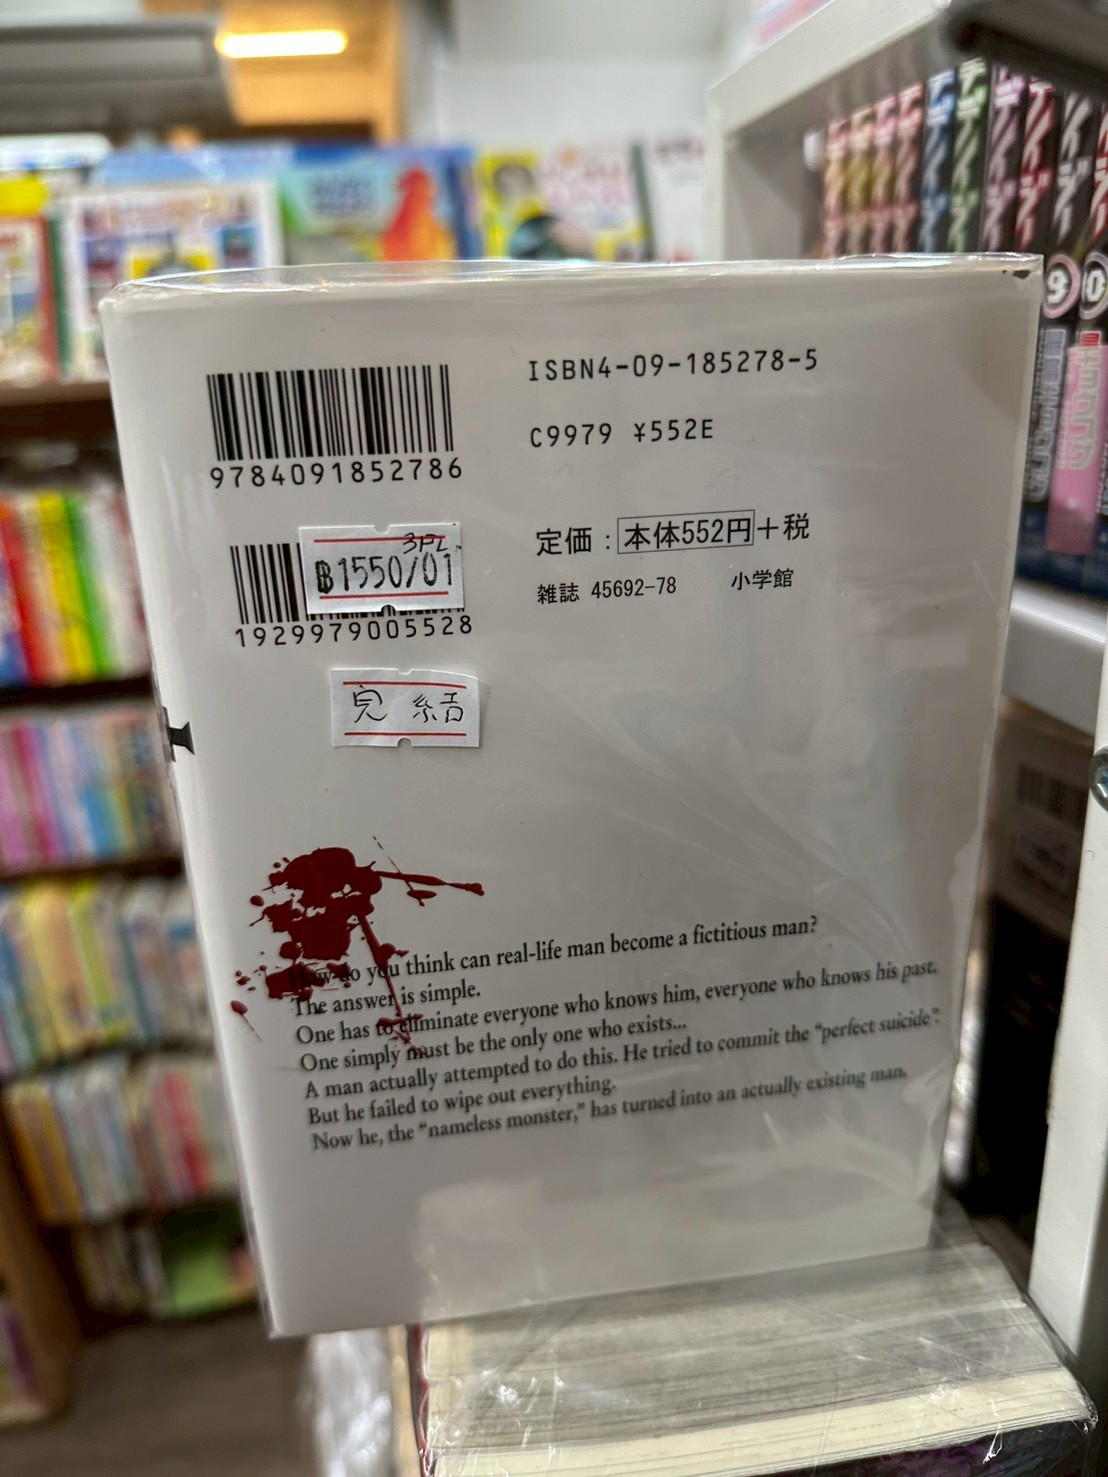 ISBN4-09-185278-5
C9979 ¥552E
9784091852786
定価：本体552円＋税
雑誌 45692-78 小学館
3PL
฿1550/01
1929979005528
完結
How do you think can real-life man become a fictitious man?
The answer is simple.
One has to eliminate everyone who knows him, everyone who knows his past.
One simply must be the only one who exists...
A man actually attempted to do this. He tried to commit the “perfect suicide”.
But he failed to wipe out everything.
Now he, the “nameless monster,” has turned into an actually existing man.